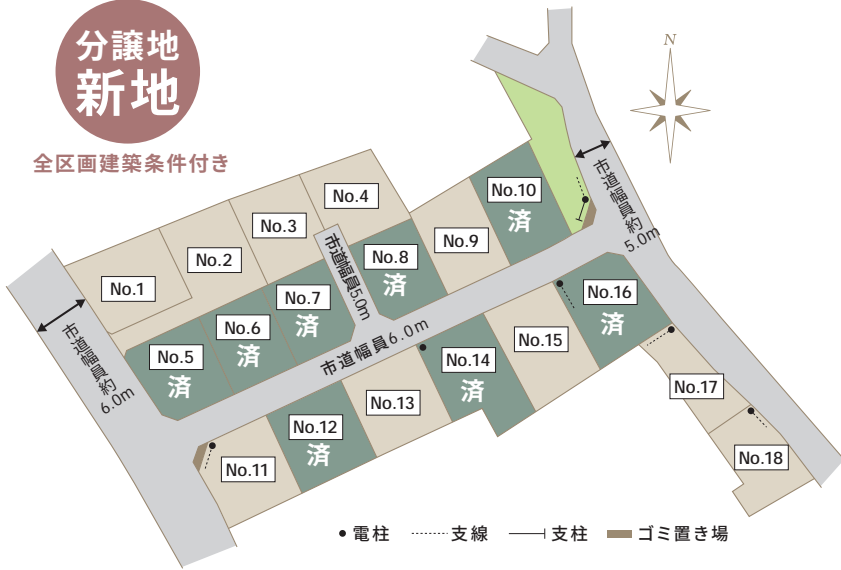 分譲地
新地
全区画建築条件付き
N
市道幅員約
5.0m
No.10
済
No.4
No.3
No.9
No.2
No.8
済
市道幅員5.0m
No.1
No.7
済
No.16
済
No.6
済
No.5
済
市道幅員6.0m
市道幅員約
6.0m
No.15
No.14
済
No.17
No.13
No.12
済
No.18
No.11
電柱
支線
支柱
ゴミ置き場